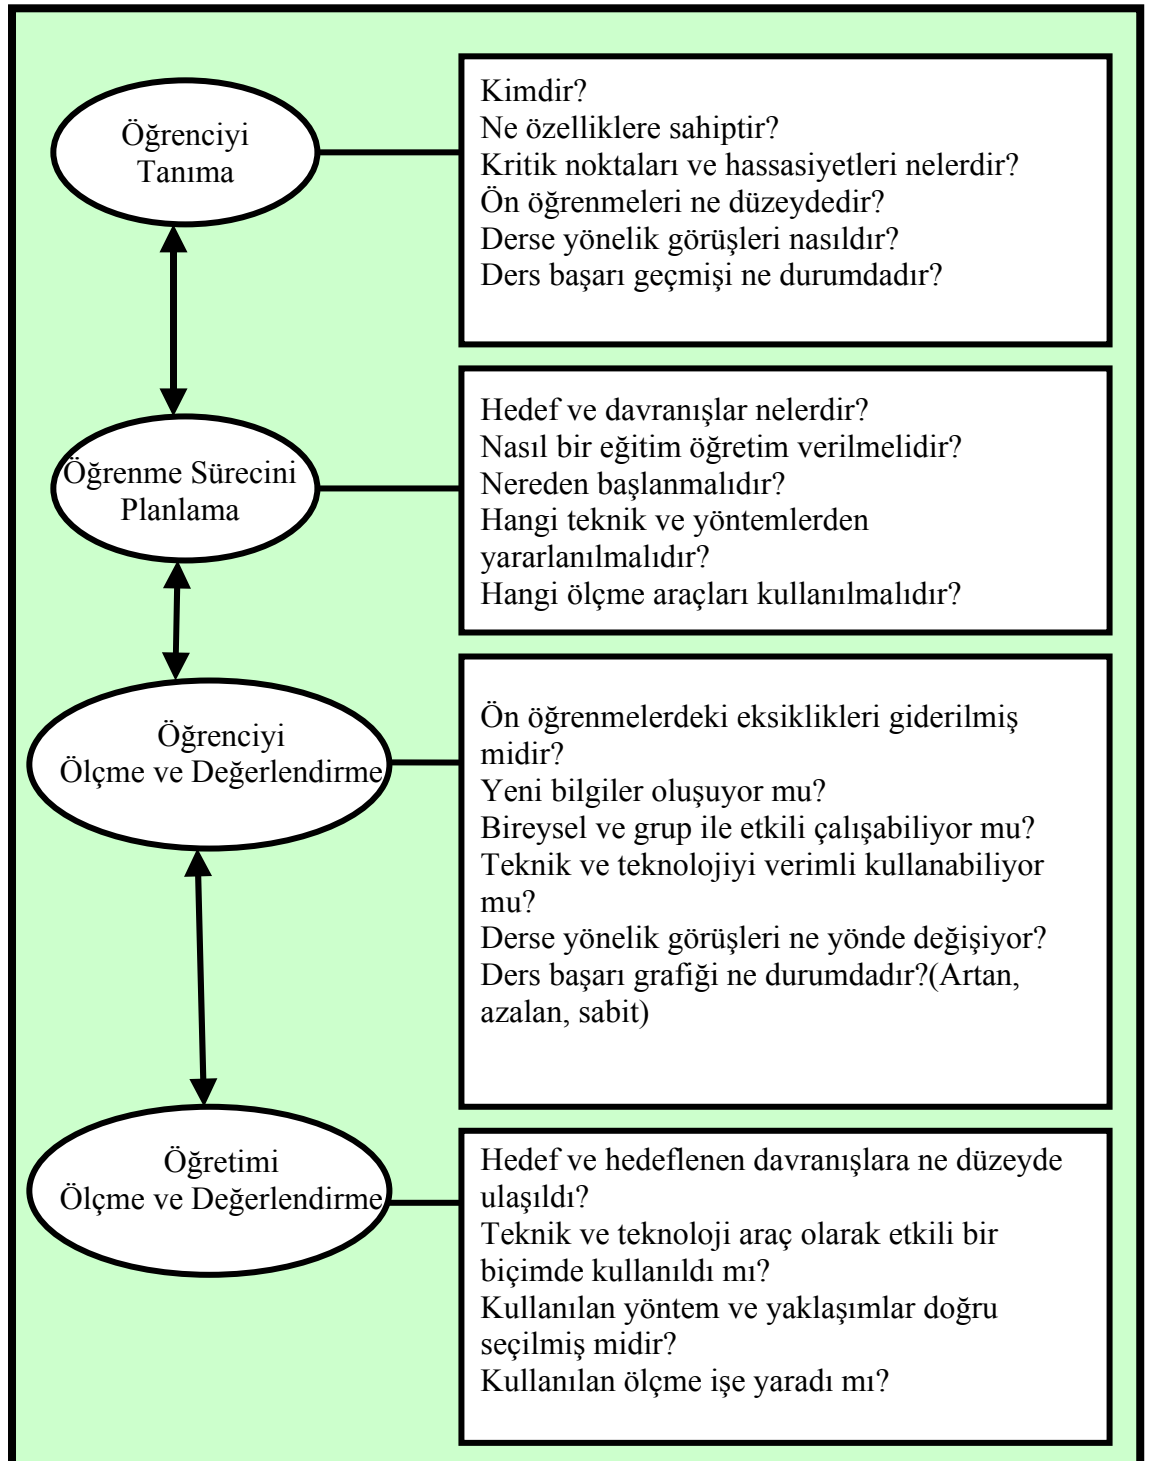 Öğrenciyi
Tanıma
Kimdir?
Ne özelliklere sahiptir?
Kritik noktaları ve hassasiyetleri nelerdir?
Ön öğrenmeleri ne düzeydedir?
Derse yönelik görüşleri nasıldır?
Ders başarı geçmişi ne durumdadır?
Öğrenme Sürecini
Planlama
Hedef ve davranışlar nelerdir?
Nasıl bir eğitim öğretim verilmelidir?
Nereden başlanmalıdır?
Hangi teknik ve yöntemlerden
yararlanılmalıdır?
Hangi ölçme araçları kullanılmalıdır?
Öğrenciyi
Ölçme ve Değerlendirme
Ön öğrenmelerdeki eksiklikleri giderilmiş
midir?
Yeni bilgiler oluşuyor mu?
Bireysel ve grup ile etkili çalışabiliyor mu?
Teknik ve teknolojiyi verimli kullanabiliyor
mu?
Derse yönelik görüşleri ne yönde değişiyor?
Ders başarı grafiği ne durumdadır?(Artan,
azalan, sabit)
Öğretimi
Ölçme ve Değerlendirme
Hedef ve hedeflenen davranışlara ne düzeyde
ulaşıldı?
Teknik ve teknoloji araç olarak etkili bir
biçimde kullanıldı mı?
Kullanılan yöntem ve yaklaşımlar doğru
seçilmiş midir?
Kullanılan ölçme işe yaradı mı?